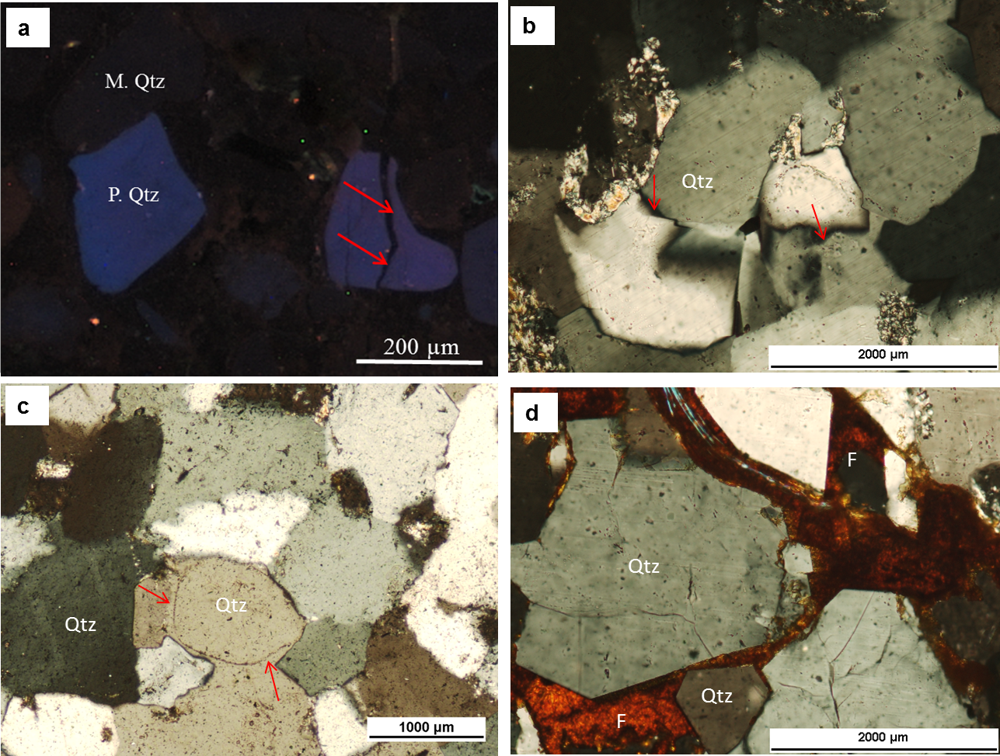 a
M. Qtz
P. Qtz
200 µm
b
Qtz
2000 µm
c
Qtz
Qtz
1000 µm
d
F
Qtz
Qtz
F
2000 µm